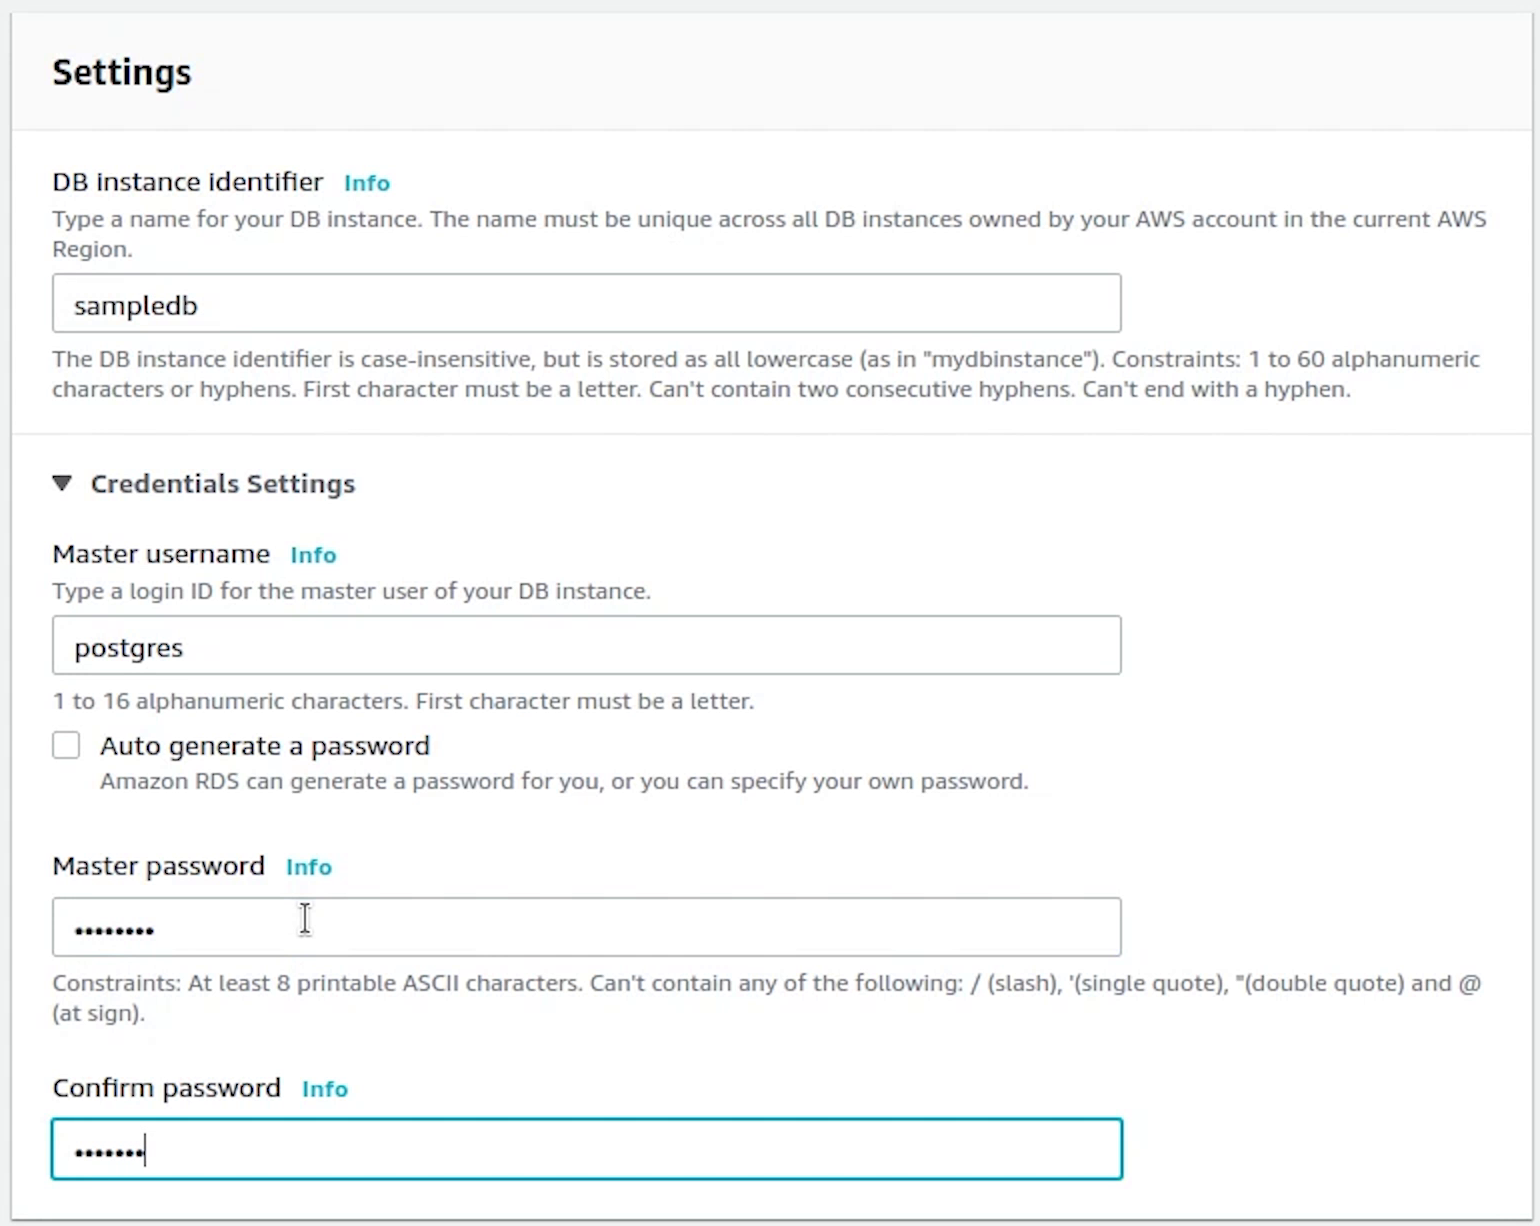 Settings
DB instance identifier Info
Type a name for your DB instance. The name must be unique across all DB instances owned by your AWS account in the current AWS
Region.
sampledb
The DB instance identifier is case-insensitive, but is stored as all lowercase (as in "mydbinstance"). Constraints: 1 to 60 alphanumeric
characters or hyphens. First character must be a letter. Can't contain two consecutive hyphens. Can't end with a hyphen.
Credentials Settings
Master username Info
Type a login ID for the master user of your DB instance.
postgres
1 to 16 alphanumeric characters. First character must be a letter.
Auto generate a password
Amazon RDS can generate a password for you, or you can specify your own password.
Master password Info
••••••••
Constraints: At least 8 printable ASCII characters. Can't contain any of the following: / (slash), '(single quote), "(double quote) and @
(at sign).
Confirm password Info
•••••••